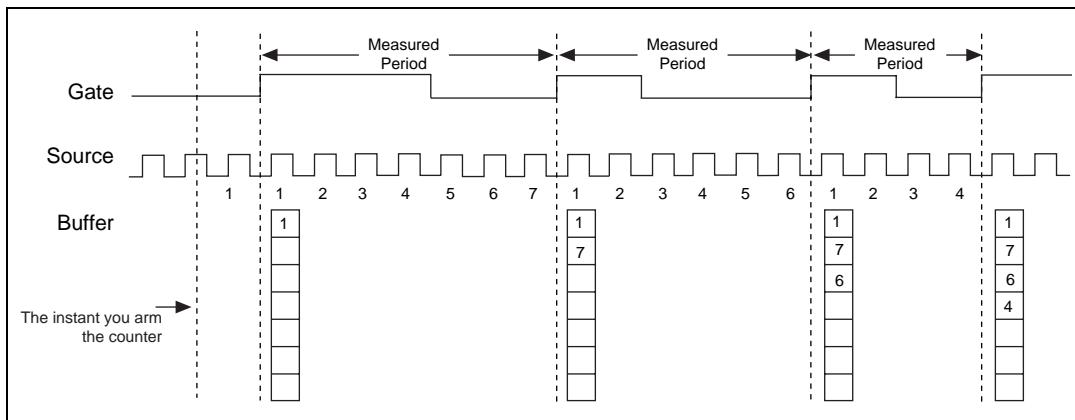 Measured Period
Measured Period
Measured Period
Gate
Source
1 1 2 3 4 5 6 7 1 2 3 4 5 6 1 2 3 4
Buffer
1 1 1 1
7 7 7
6 6
4
The instant you arm
the counter